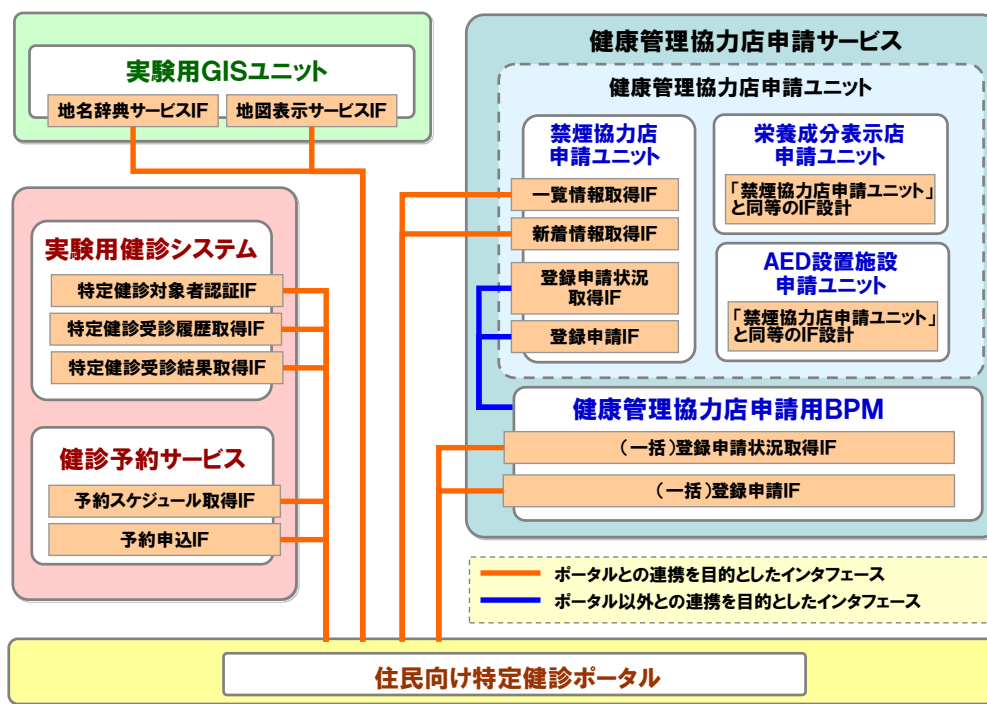 実験用GISユニット
地名辞典サービスIF
地図表示サービスIF
実験用健診システム
特定健診対象者認証IF
特定健診受診履歴取得IF
特定健診受診結果取得IF
健診予約サービス
予約スケジュール取得IF
予約申込IF
健康管理協力店申請サービス
健康管理協力店申請ユニット
禁煙協力店
申請ユニット
一覧情報取得IF
新着情報取得IF
登録申請状況
取得IF
登録申請IF
栄養成分表示店
申請ユニット
「禁煙協力店申請ユニット」
と同等のIF設計
AED設置施設
申請ユニット
「禁煙協力店申請ユニット」
と同等のIF設計
健康管理協力店申請用BPM
（一括）登録申請状況取得IF
（一括）登録申請IF
ポータルとの連携を目的としたインタフェース
ポータル以外との連携を目的としたインタフェース
住民向け特定健診ポータル